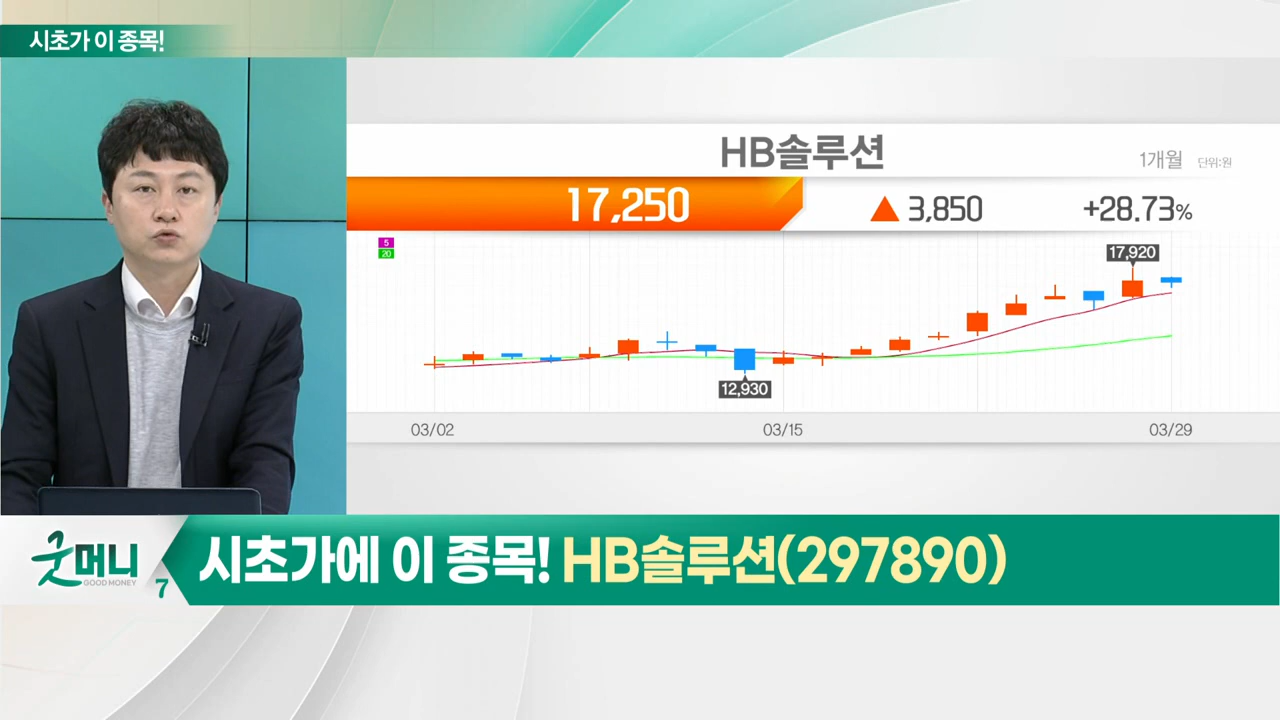 시초가 이 종목!
HB솔루션
1개월 단위:원
17,250 ▲ 3,850 +28.73%
5
20
17,920
12,930
03/02 03/15 03/29
굿머니 GOOD MONEY 7
시초가에 이 종목! HB솔루션(297890)